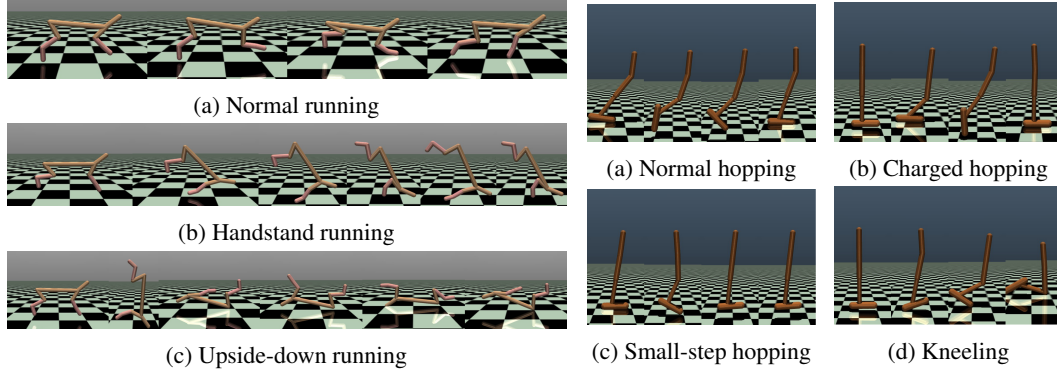 (a) Normal running
(b) Handstand running
(c) Upside-down running
(a) Normal hopping
(b) Charged hopping
(c) Small-step hopping
(d) Kneeling